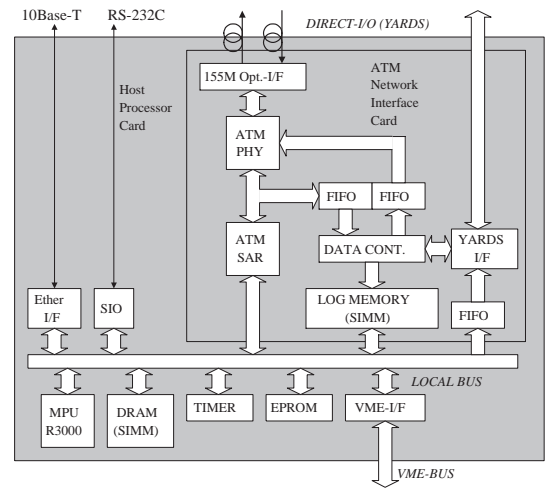 10Base-T
RS-232C
DIRECT-I/O (YARDS)
155M Opt.-I/F
ATM
Network
Interface
Card
Host
Processor
Card
ATM
PHY
FIFO
FIFO
ATM
SAR
DATA CONT.
YARDS
I/F
Ether
I/F
SIO
LOG MEMORY
(SIMM)
FIFO
LOCAL BUS
MPU
R3000
DRAM
(SIMM)
TIMER
EPROM
VME-I/F
VME-BUS